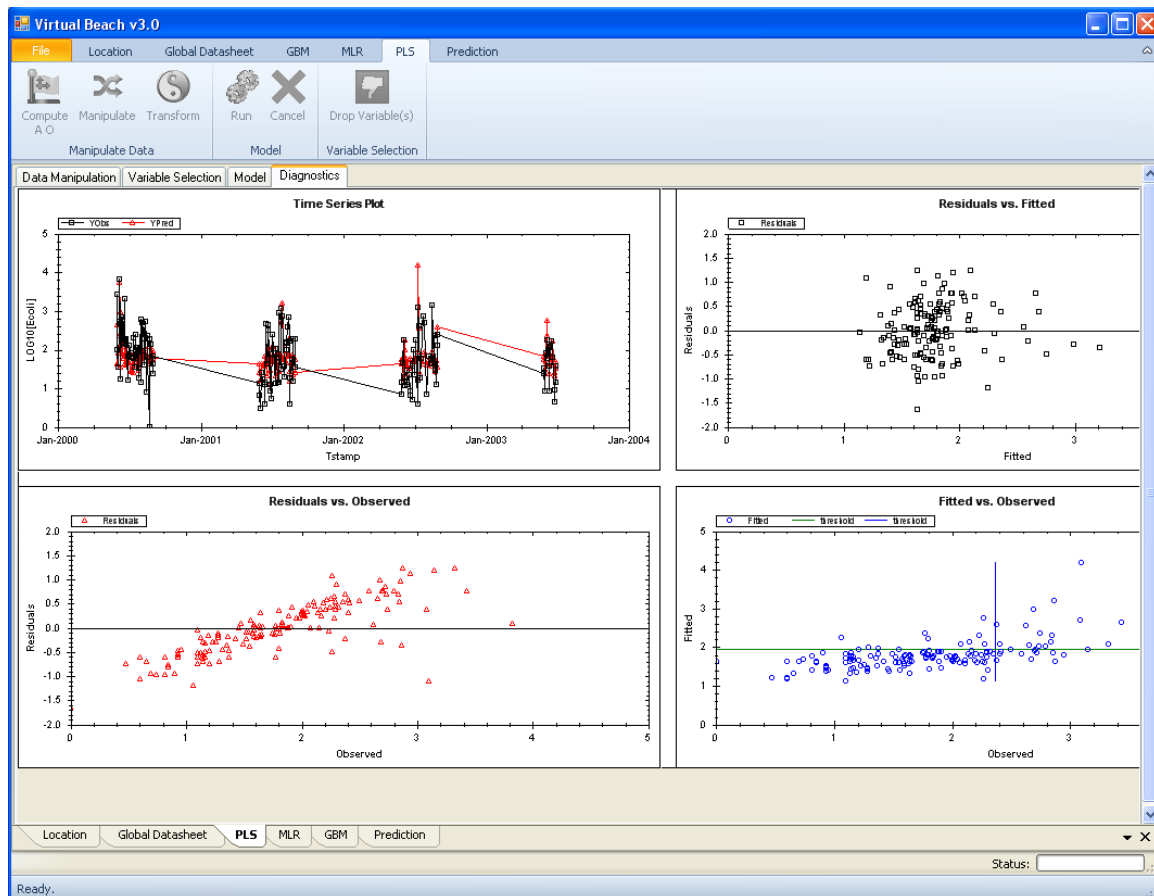 Virtual Beach v3.0
File Location Global Datasheet GBM MLR PLS Prediction
Compute A O Manipulate Transform Run Cancel Drop Variable(s)
Manipulate Data Model Variable Selection
Data Manipulation Variable Selection Model Diagnostics
Time Series Plot
YObs YPred
5
4
3
2
1
0
LOG10[Ecoli]
Jan-2000 Jan-2001 Jan-2002 Jan-2003 Jan-2004
Tstamp
Residuals vs. Fitted
Residuals
2.0
1.5
1.0
0.5
0.0
-0.5
-1.0
-1.5
-2.0
Residuals
0 1 2 3
Fitted
Residuals vs. Observed
Residuals
2.0
1.5
1.0
0.5
0.0
-0.5
-1.0
-1.5
-2.0
Residuals
0 1 2 3 4 5
Observed
Fitted vs. Observed
Fitted threshold threshold
5
4
3
2
1
0
Fitted
0 1 2 3
Observed
Location Global Datasheet PLS MLR GBM Prediction
Status:
Ready.